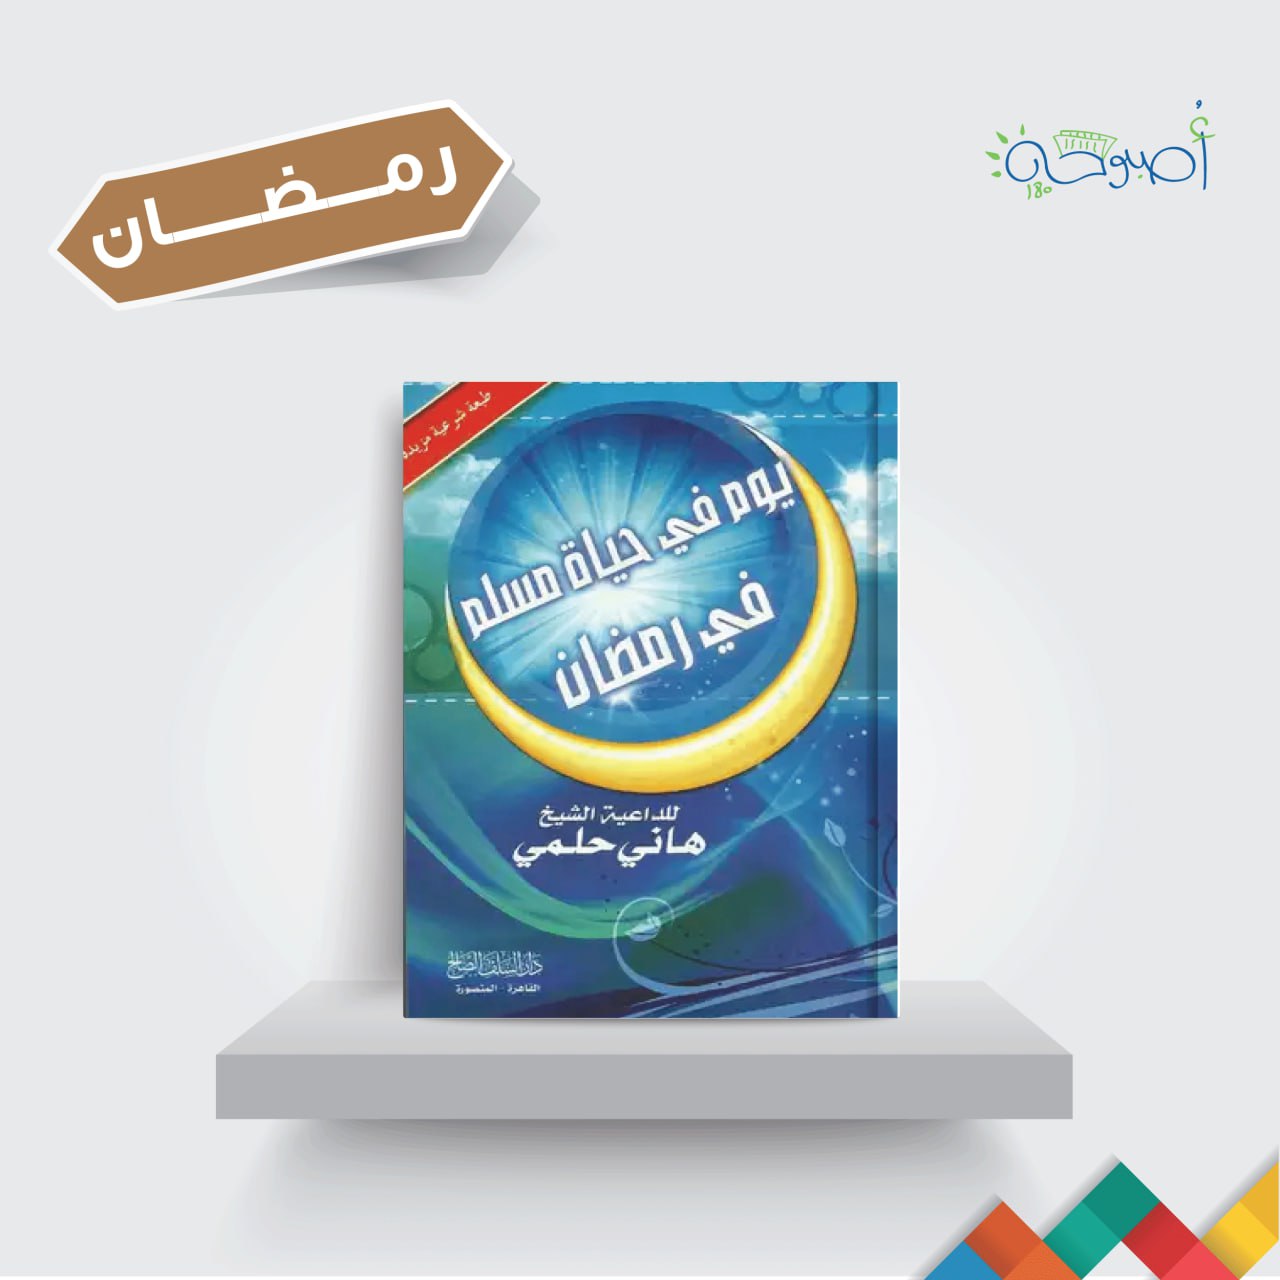 رمضان
أصبوحة
180
طبعة شرعية مزيدة
يوم في حياة مسلم
في رمضان
للداعية الشيخ
هاني حلمي
دار السلف الصالح
القاهرة - المنصورة